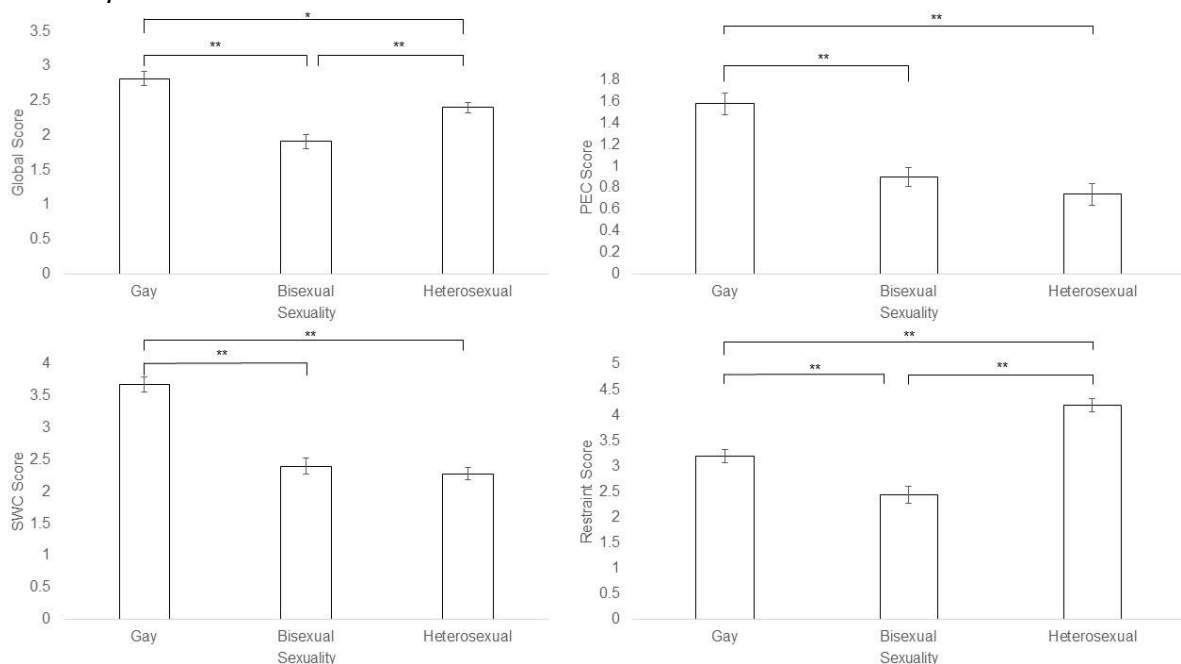 *
**
**
3.5
3
2.5
2
1.5
1
0.5
0
Global Score
Gay
Bisexual
Heterosexual
Sexuality
**
**
1.8
1.6
1.4
1.2
1
0.8
0.6
0.4
0.2
0
PEC Score
Gay
Bisexual
Heterosexual
Sexuality
**
**
4
3.5
3
2.5
2
1.5
1
0.5
0
SWC Score
Gay
Bisexual
Heterosexual
Sexuality
**
**
**
5
4.5
4
3.5
3
2.5
2
1.5
1
0.5
0
Restraint Score
Gay
Bisexual
Heterosexual
Sexuality